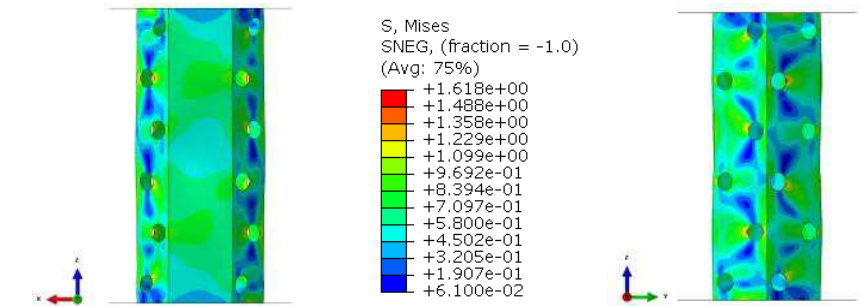 S, Mises
SNEG, (fraction = -1.0)
(Avg: 75%)
+1.618e+00
+1.488e+00
+1.358e+00
+1.229e+00
+1.099e+00
+9.692e-01
+8.394e-01
+7.097e-01
+5.800e-01
+4.502e-01
+3.205e-01
+1.907e-01
+6.100e-02
Z
X
Z
Y